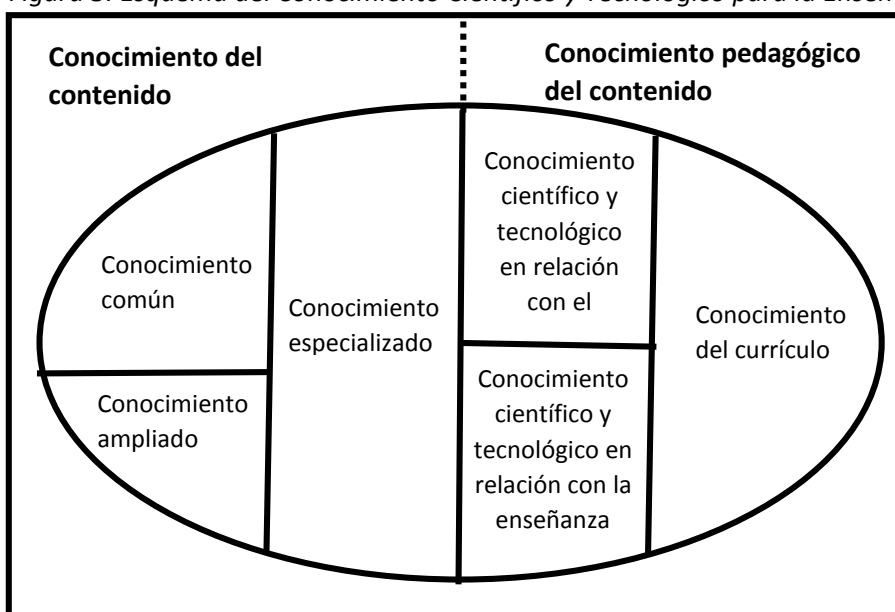 Figura Esquema del Conocimiento Científico y Tecnológico para la
Conocimiento del
contenido
Conocimiento pedagógico
del contenido
Conocimiento
común
Conocimiento
ampliado
Conocimiento
especializado
Conocimiento
científico y
tecnológico
en relación
con el
Conocimiento
científico y
tecnológico en
relación con la
enseñanza
Conocimiento
del currículo